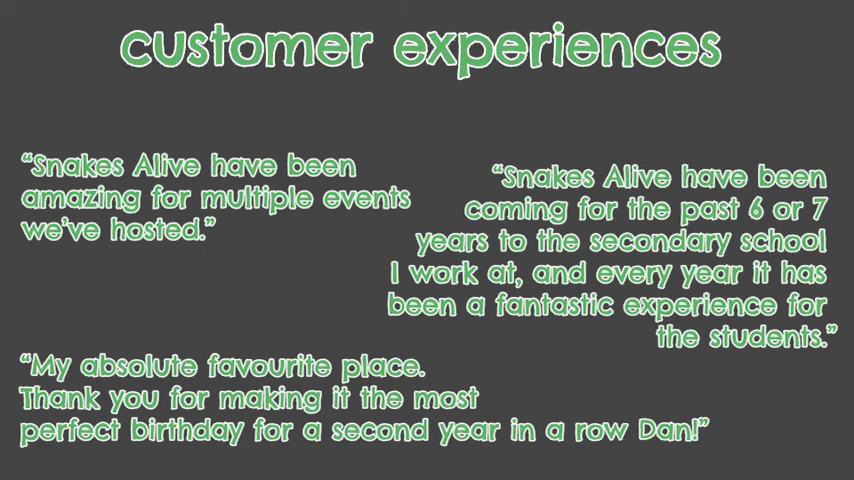 customer experiences
“Snakes Alive have been
amazing for multiple events
we’ve hosted.”
“Snakes Alive have been
coming for the past 6 or 7
years to the secondary school
I work at, and every year it has
been a fantastic experience for
the students.”
“My absolute favourite place.
Thank you for making it the most
perfect birthday for a second year in a row Dan!”